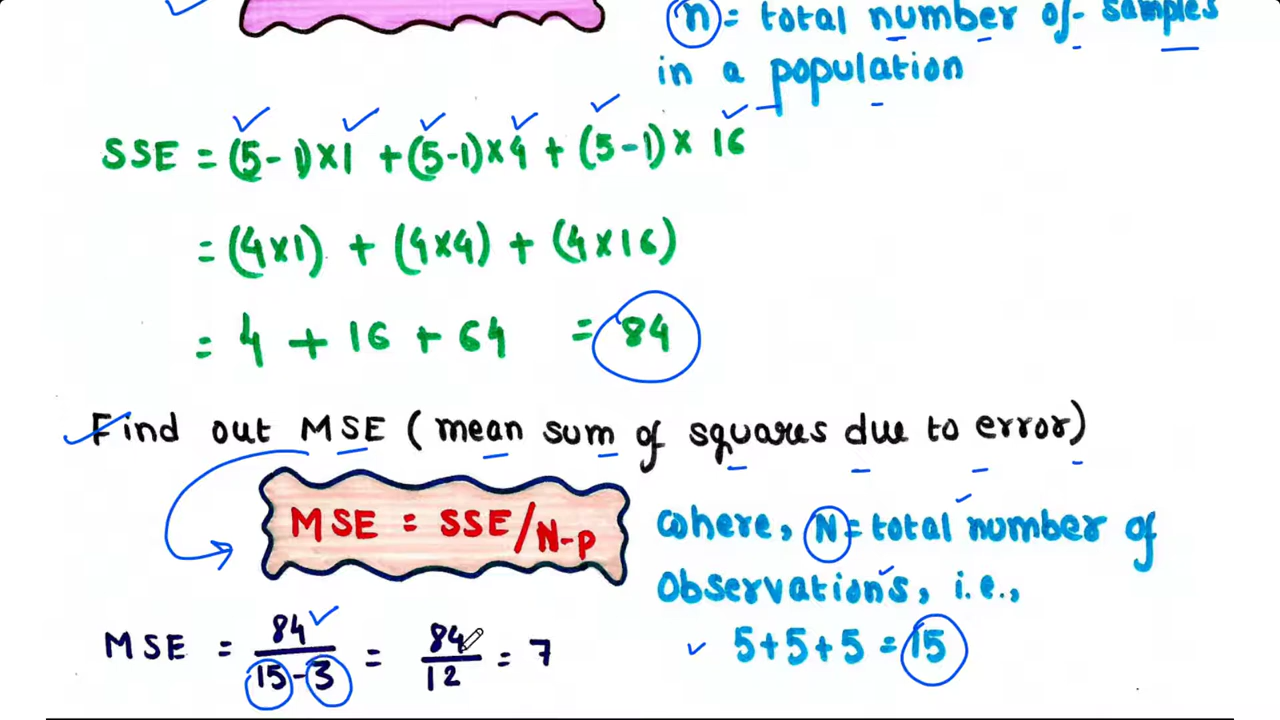 n = total number of samples
in a population
SSE = (5-1)×1 + (5-1)×4 + (5-1)× 16
= (4×1) + (4×4) + (4×16)
= 4 + 16 + 64 = 84
Find out MSE ( mean sum of squares due to error)
MSE = SSE/N-p
where, N = total number of
observations, i.e.,
5+5+5 = 15
MSE = 84/15-3 = 84/12 = 7